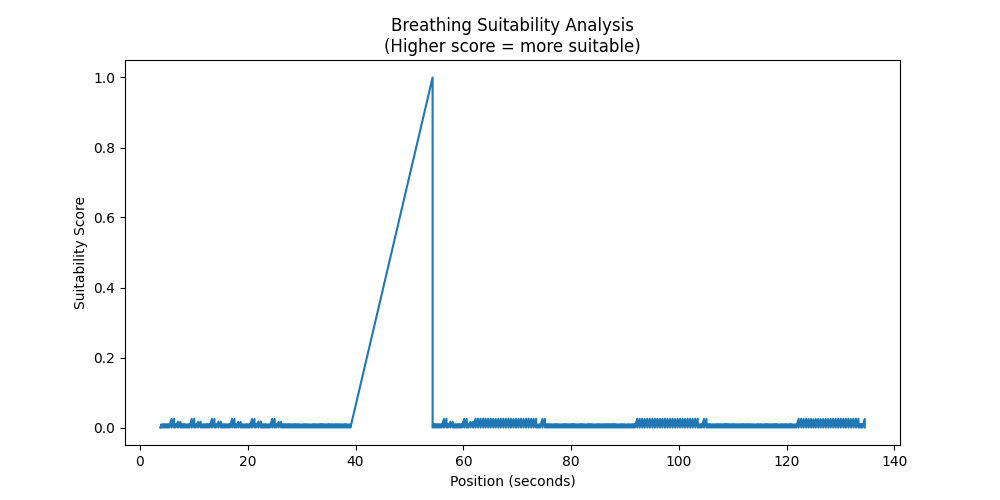 Breathing Suitability Analysis
(Higher score = more suitable)
Suitability Score
1.0
0.8
0.6
0.4
0.2
0.0
0 20 40 60 80 100 120 140
Position (seconds)